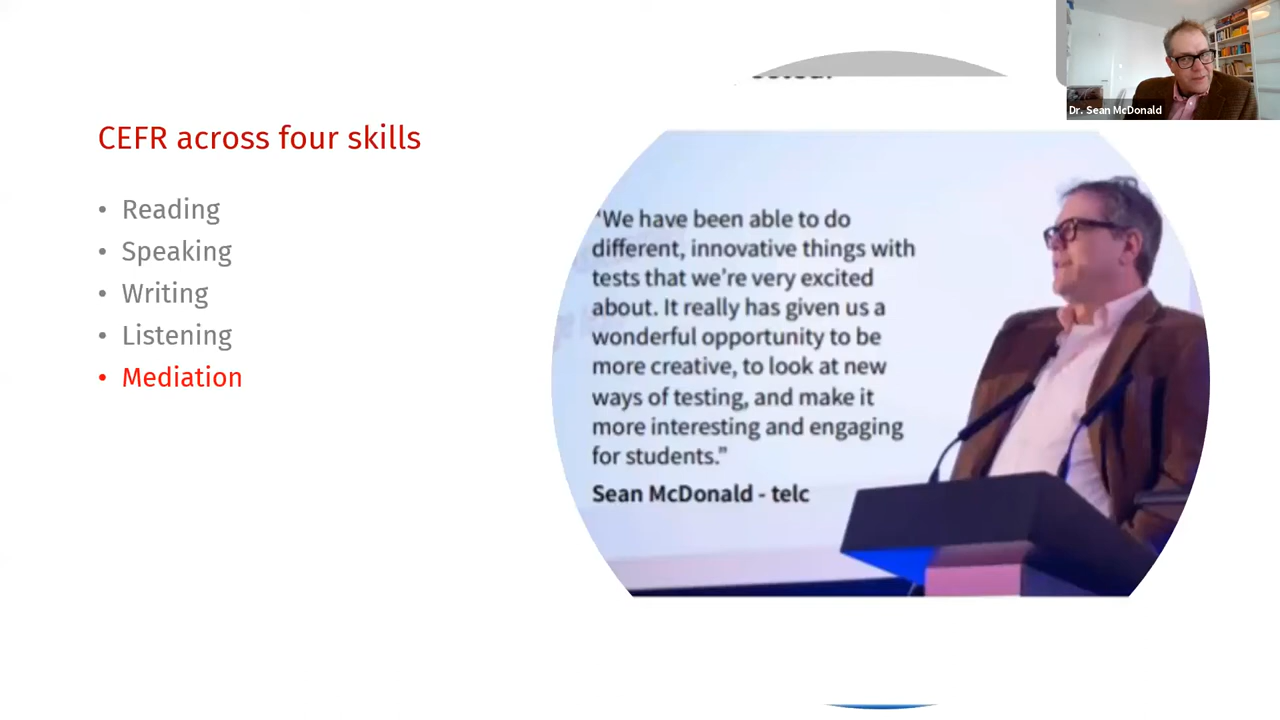 Dr. Sean McDonald
CEFR across four skills
• Reading
• Speaking
• Writing
• Listening
• Mediation
“We have been able to do
different, innovative things with
tests that we’re very excited
about. It really has given us a
wonderful opportunity to be
more creative, to look at new
ways of testing, and make it
more interesting and engaging
for students.”
Sean McDonald - telc